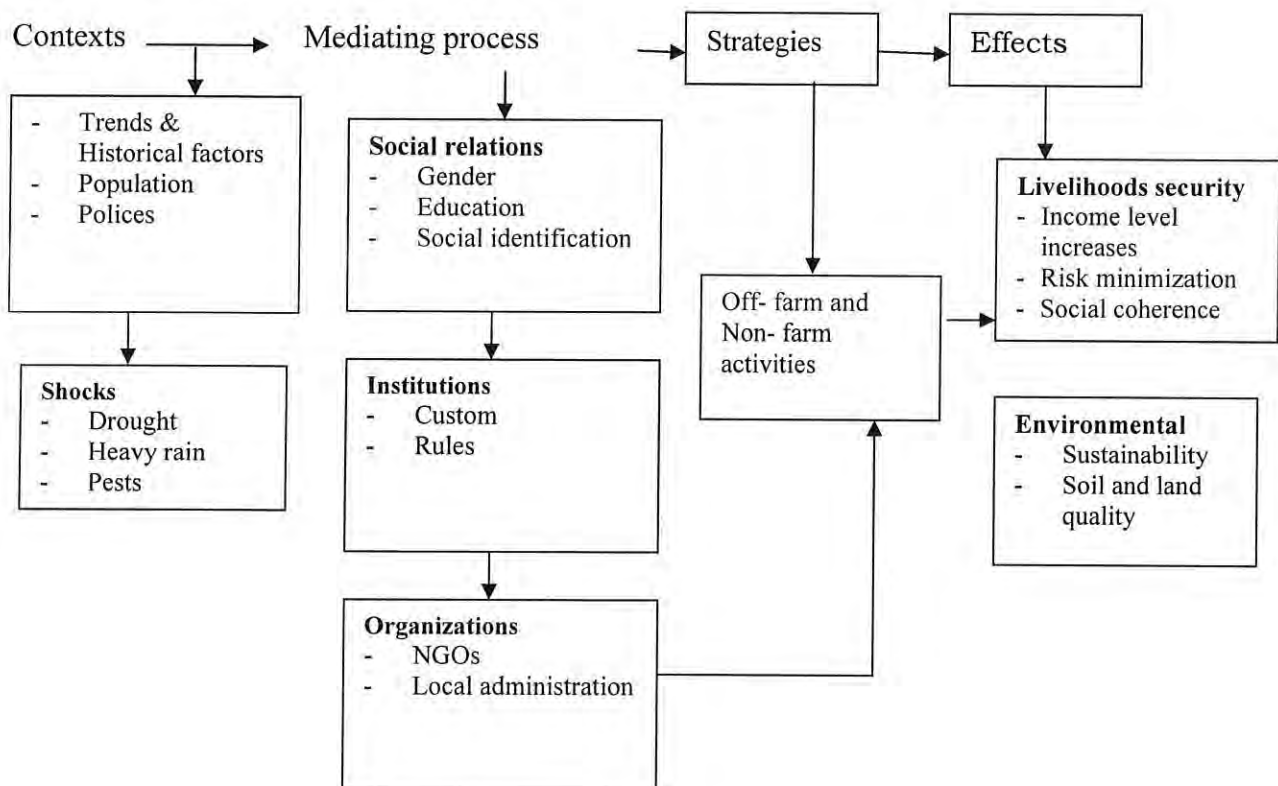 Contexts
Mediating process
Strategies
Effects
- Trends &
Historical factors
- Population
- Polices
Shocks
- Drought
- Heavy rain
- Pests
Social relations
- Gender
- Education
- Social identification
Institutions
- Custom
- Rules
Organizations
- NGOs
- Local administration
Off- farm and
Non- farm
activities
Livelihoods security
- Income level
increases
- Risk minimization
- Social coherence
Environmental
- Sustainability
- Soil and land
quality